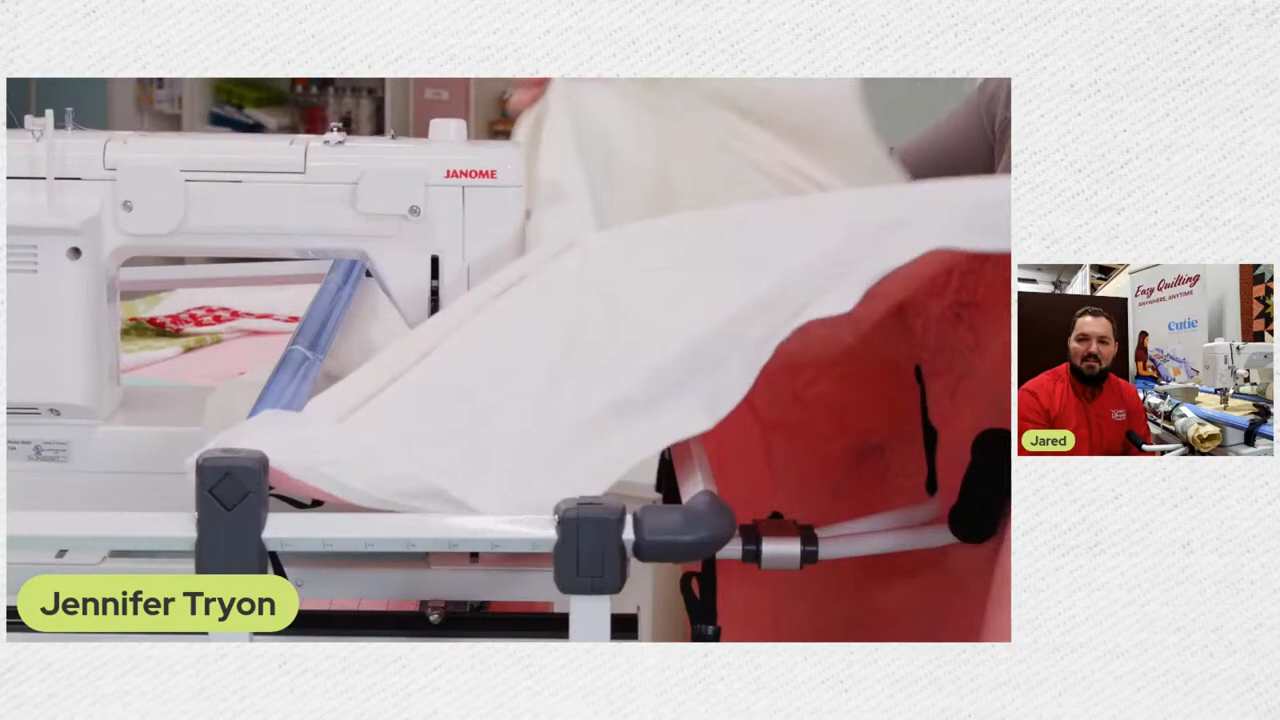 JANOME
Jennifer Tryon
Easy Quilting
ANYWHERE, ANYTIME
Cutie
Jared